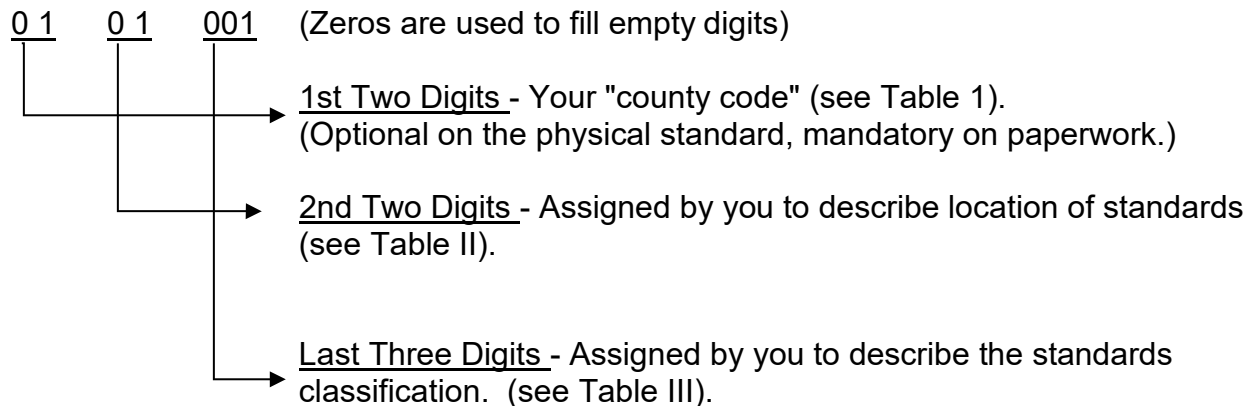 0 1 0 1 001 (Zeros are used to fill empty digits)
1st Two Digits - Your "county code" (see Table 1).
(Optional on the physical standard, mandatory on paperwork.)
2nd Two Digits - Assigned by you to describe location of standards
(see Table II).
Last Three Digits - Assigned by you to describe the standards
classification. (see Table III).